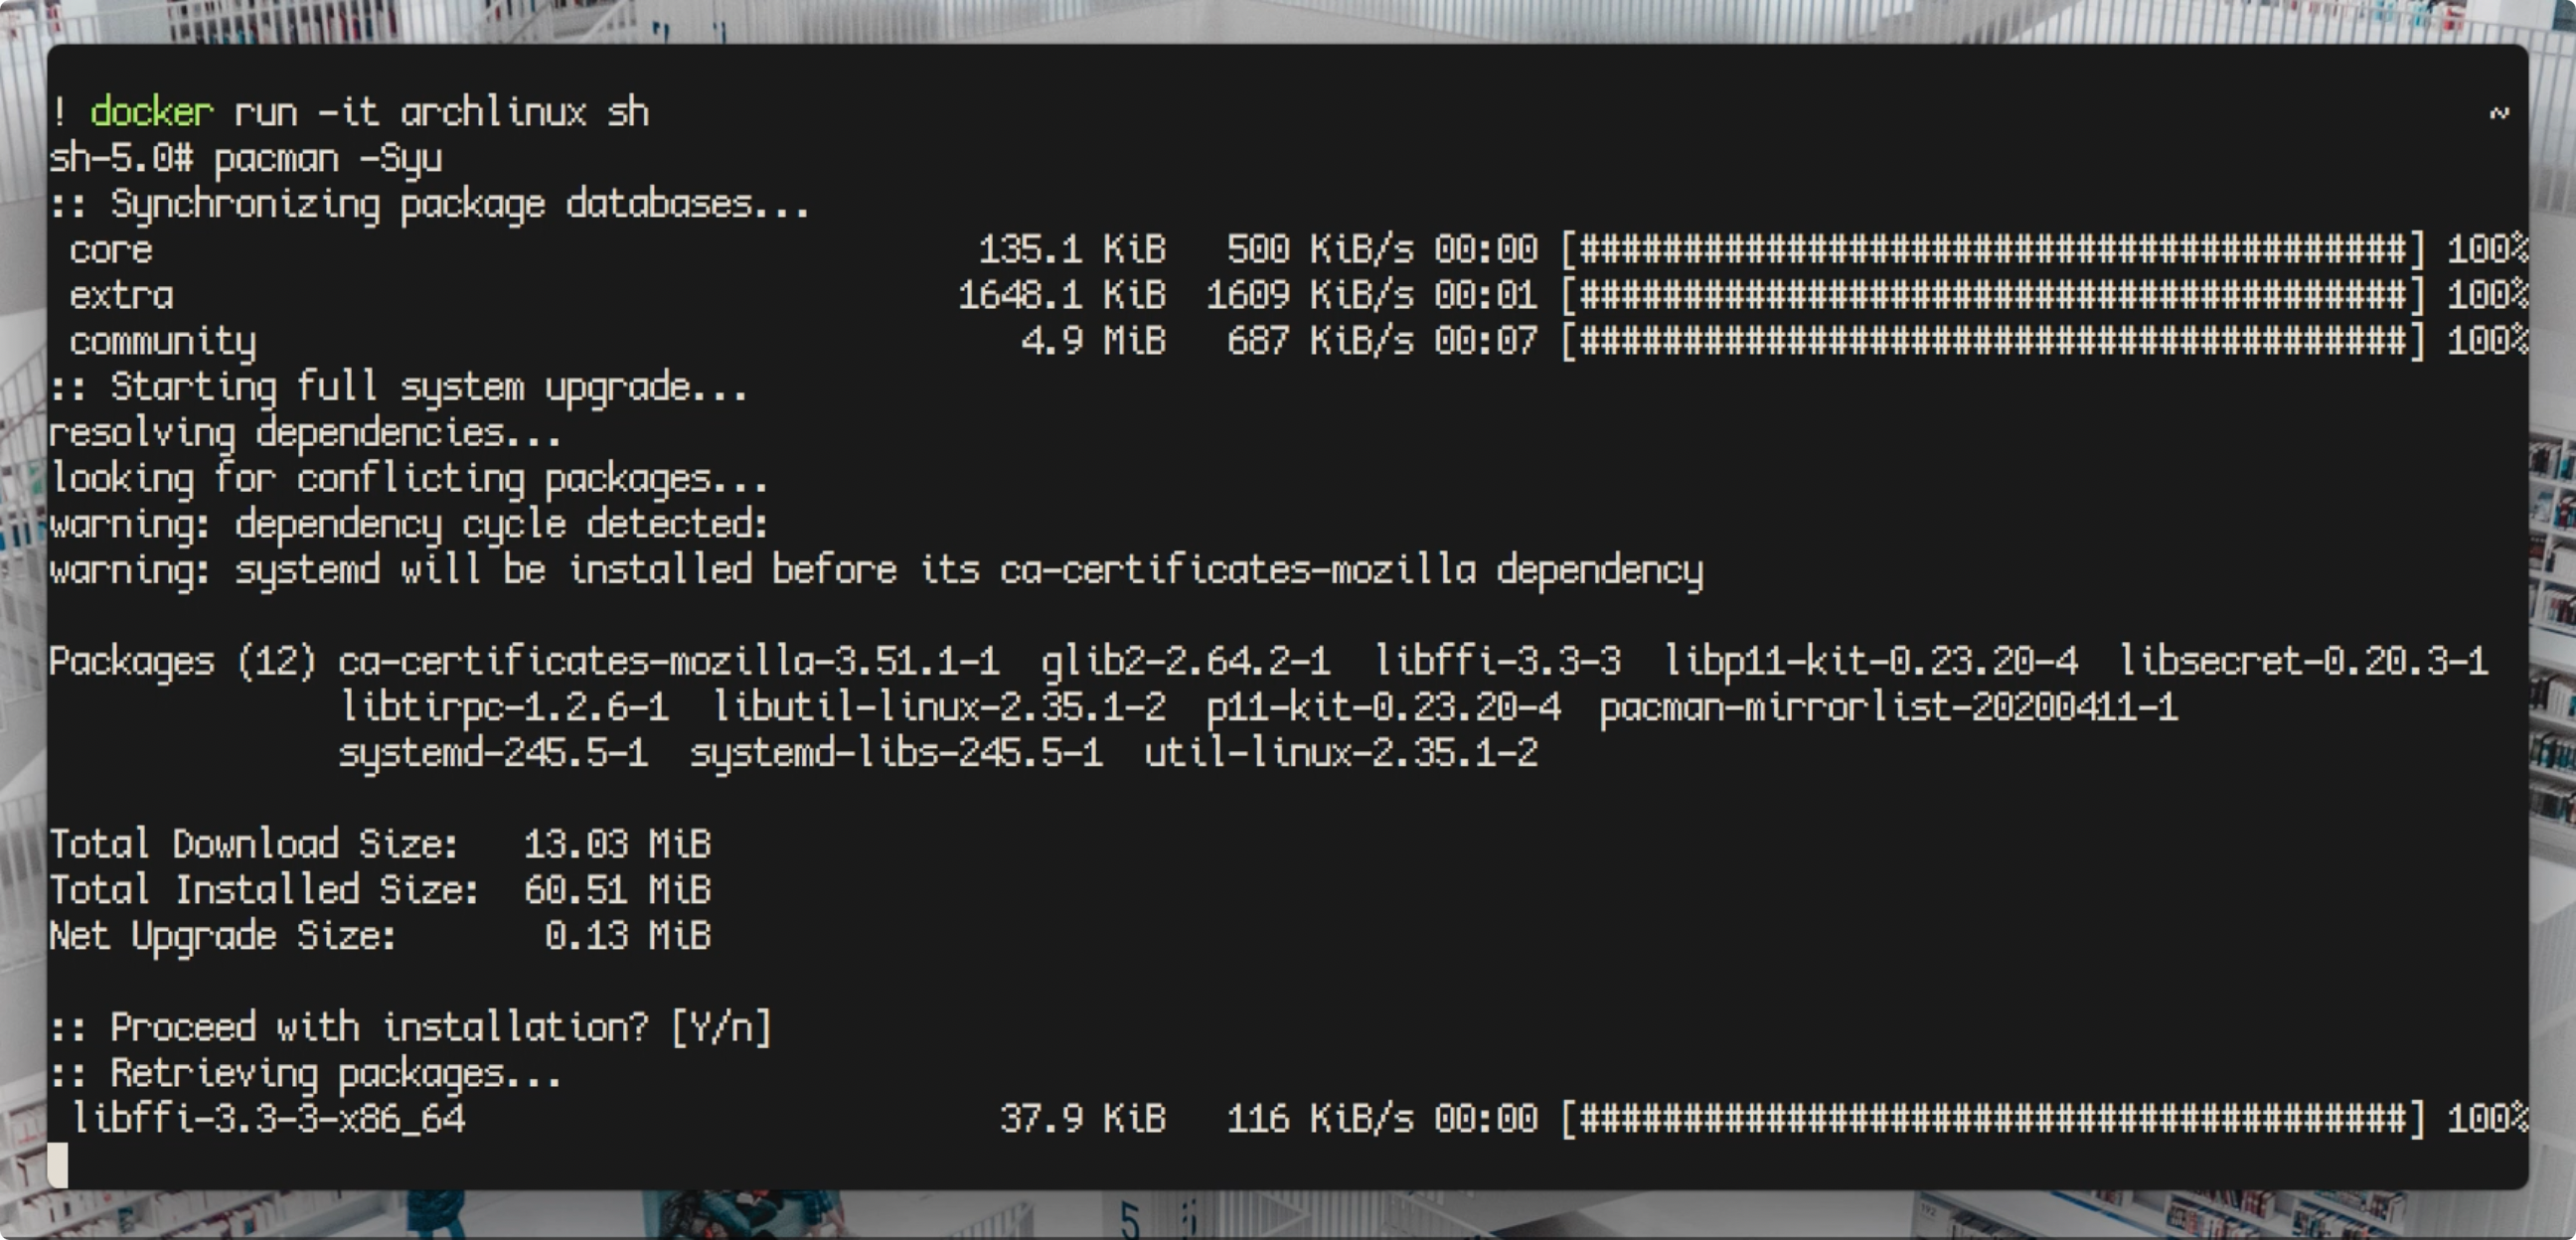 ! docker run -it archlinux sh ~
sh-5.0# pacman -Syu
:: Synchronizing package databases...
 core 135.1 KiB 500 KiB/s 00:00 [########################################] 100%
 extra 1648.1 KiB 1609 KiB/s 00:01 [########################################] 100%
 community 4.9 MiB 687 KiB/s 00:07 [########################################] 100%
:: Starting full system upgrade...
resolving dependencies...
looking for conflicting packages...
warning: dependency cycle detected:
warning: systemd will be installed before its ca-certificates-mozilla dependency
Packages (12) ca-certificates-mozilla-3.51.1-1 glib2-2.64.2-1 libffi-3.3-3 libp11-kit-0.23.20-4 libsecret-0.20.3-1
libtirpc-1.2.6-1 libutil-linux-2.35.1-2 p11-kit-0.23.20-4 pacman-mirrorlist-20200411-1
systemd-245.5-1 systemd-libs-245.5-1 util-linux-2.35.1-2
Total Download Size: 13.03 MiB
Total Installed Size: 60.51 MiB
Net Upgrade Size: 0.13 MiB
:: Proceed with installation? [Y/n]
:: Retrieving packages...
 libffi-3.3-3-x86_64 37.9 KiB 116 KiB/s 00:00 [########################################] 100%
5